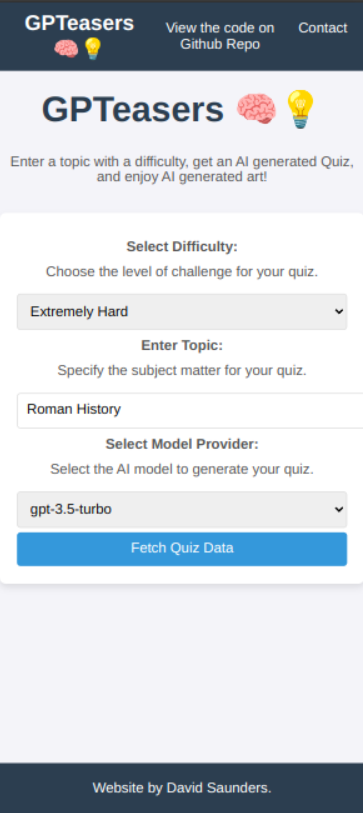 GPTeasers
🧠💡
View the code on
Github Repo
Contact
GPTeasers 🧠💡
Enter a topic with a difficulty, get an AI generated Quiz,
and enjoy AI generated art!
Select Difficulty:
Choose the level of challenge for your quiz.
Extremely Hard
Enter Topic:
Specify the subject matter for your quiz.
Roman History
Select Model Provider:
Select the AI model to generate your quiz.
gpt-3.5-turbo
Fetch Quiz Data
Website by David Saunders.